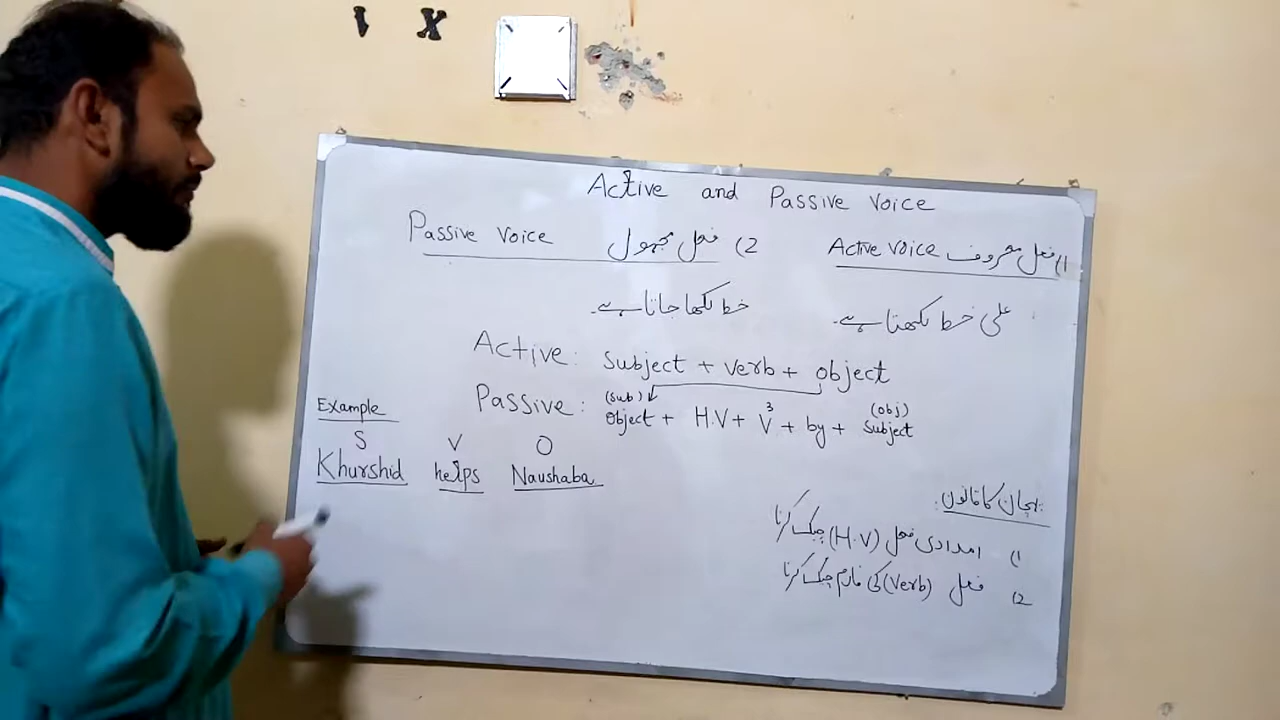 Active and Passive Voice
1) فعل معروف Active voice
2) فعل مجہول Passive voice
علی خط لکھتا ہے۔
خط لکھا جاتا ہے۔
Active: Subject + verb + object
(sub) (obj)
Passive: object + H.V + V3 + by + Subject
Example
S V O
Khurshid helps Naushaba
پہچان کا قانون:
1) امدادی فعل (H.V) چیک کرنا
2) فعل (verb) کی فارم چیک کرنا